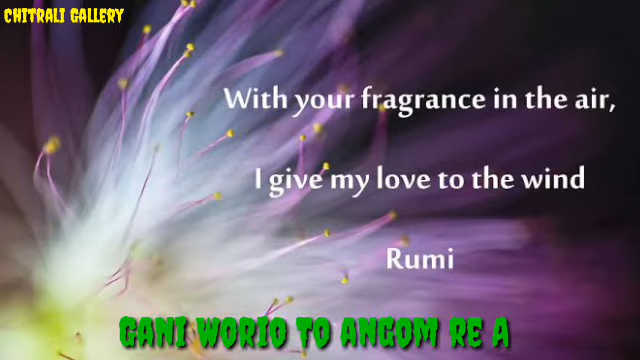 CHITRALI GALLERY
With your fragrance in the air,
I give my love to the wind
Rumi
GANI WORIO TO ANGOM RE A